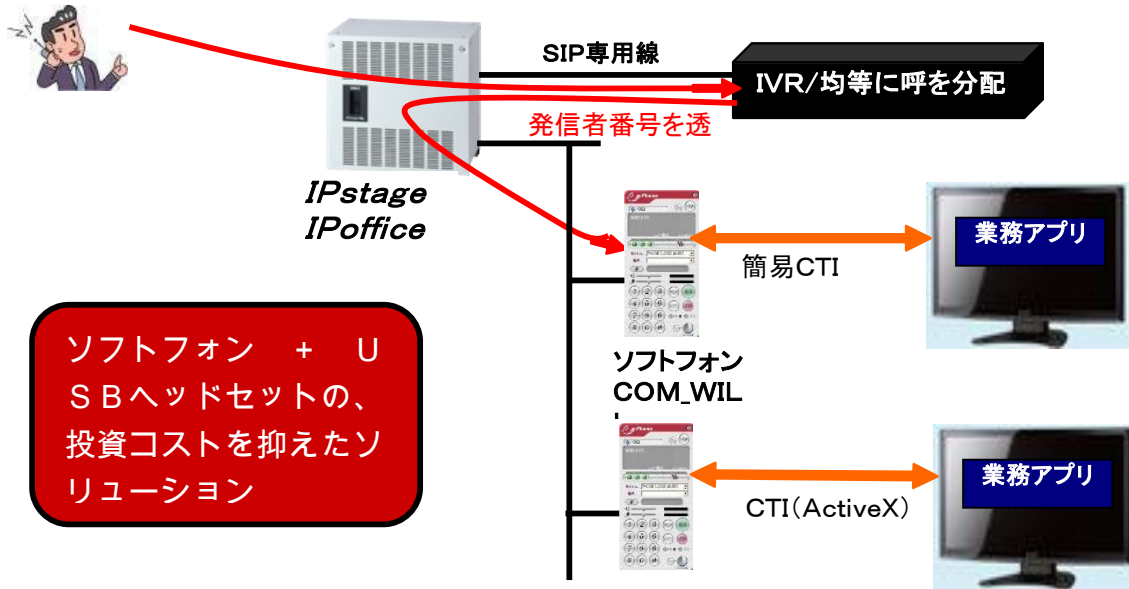 SIP専用線
IVR/均等に呼を分配
発信者番号を透
IPstage
IPoffice
業務アプリ
簡易CTI
ソフトフォン + U
SBヘッドセットの、
投資コストを抑えたソ
リューション
ソフトフォン
COM_WIL
業務アプリ
CTI(ActiveX)